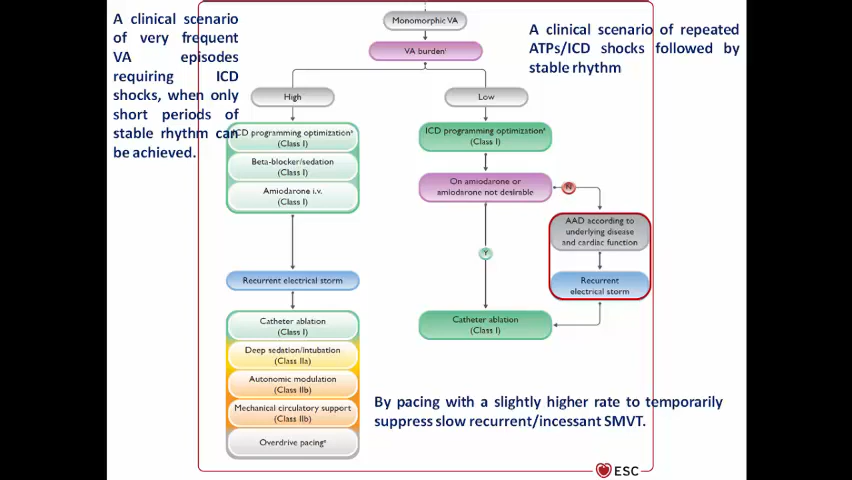 A clinical scenario
of very frequent
VA episodes
requiring ICD
shocks, when only
short periods of
stable rhythm can
be achieved.
Monomorphic VA
VA burden
A clinical scenario of repeated
ATPs/ICD shocks followed by
stable rhythm
High
Low
ICD programming optimization
(Class I)
Beta-blocker/sedation
(Class I)
Amiodarone i.v.
(Class I)
Recurrent electrical storm
Catheter ablation
(Class I)
Deep sedation/intubation
(Class IIa)
Autonomic modulation
(Class IIb)
Mechanical circulatory support
(Class IIb)
Overdrive pacing
ICD programming optimization
(Class I)
On amiodarone or
amiodarone not desirable
N
Y
AAD according to
underlying disease
and cardiac function
Recurrent
electrical storm
Catheter ablation
(Class I)
By pacing with a slightly higher rate to temporarily
suppress slow recurrent/incessant SMVT.
ESC